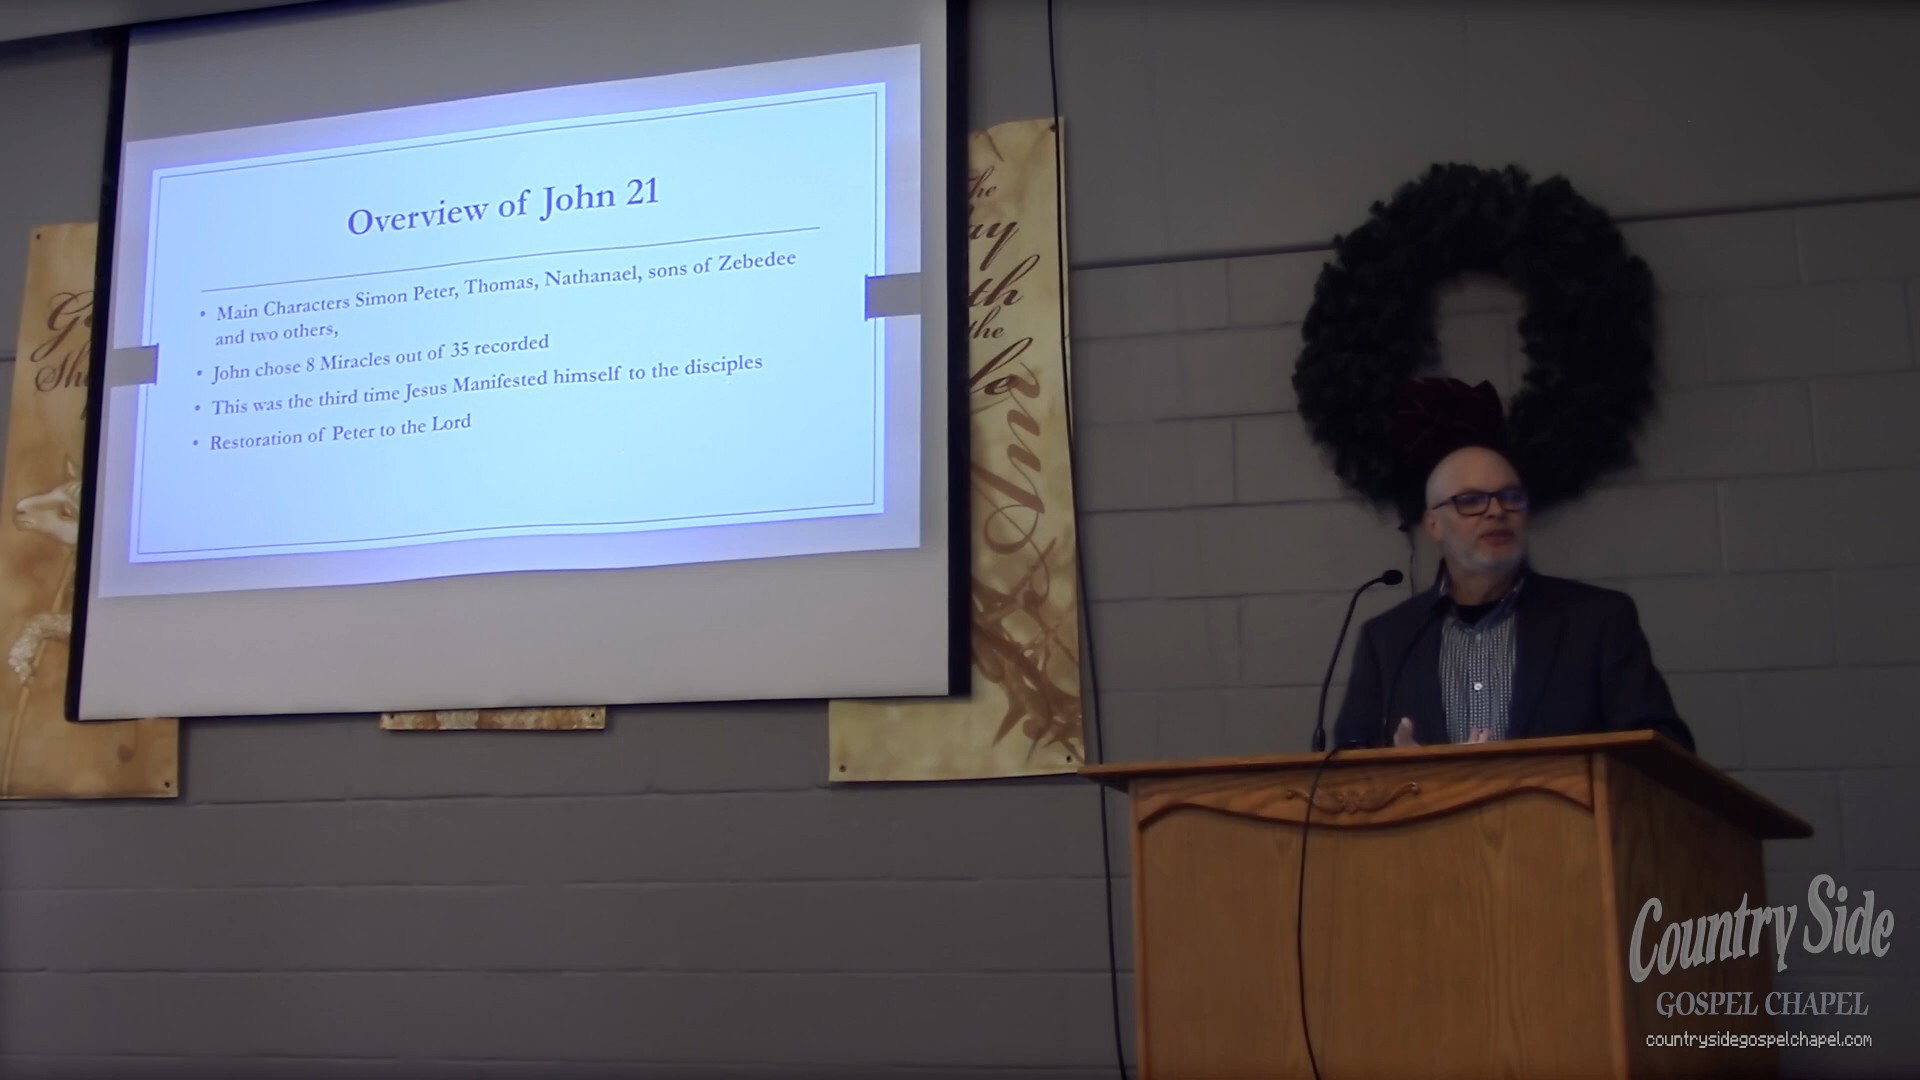 Overview of John 21
• Main Characters Simon Peter, Thomas, Nathanael, sons of Zebedee
and two others,
• John chose 8 Miracles out of 35 recorded
• This was the third time Jesus Manifested himself to the disciples
• Restoration of Peter to the Lord
the
Country Side
GOSPEL CHAPEL
countrysidegospelchapel.com